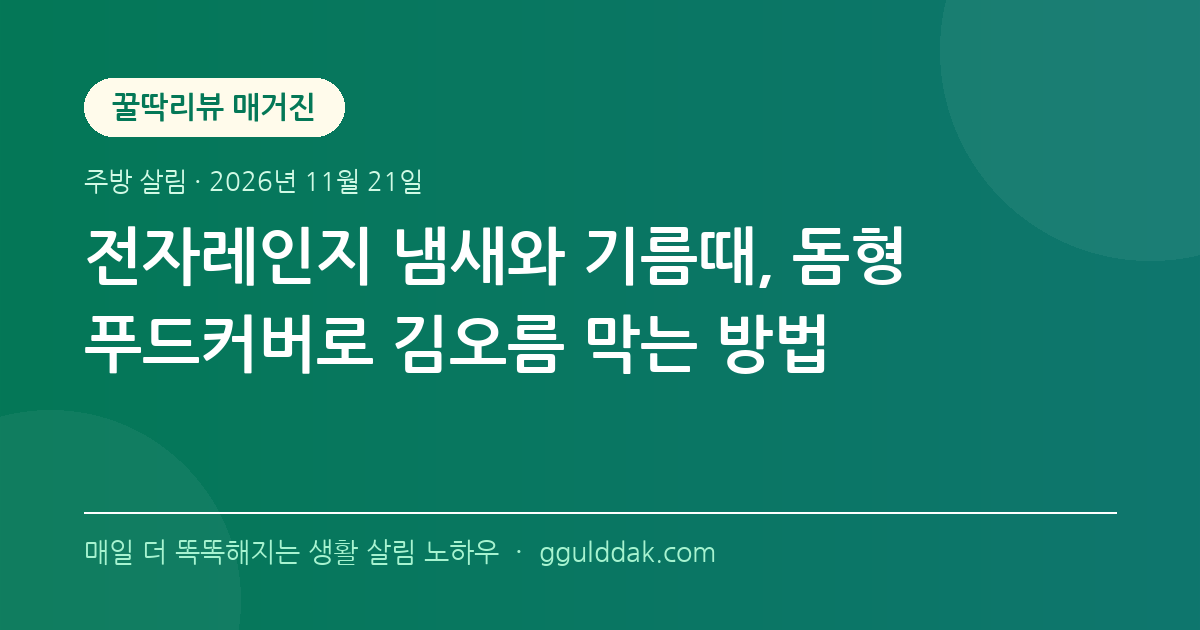 꿀딱리뷰 매거진
주방 살림 · 2026년 11월 21일
전자레인지 냄새와 기름때, 돔형
푸드커버로 김오름 막는 방법
매일 더 똑똑해지는 생활 살림 노하우 · ggulddak.com